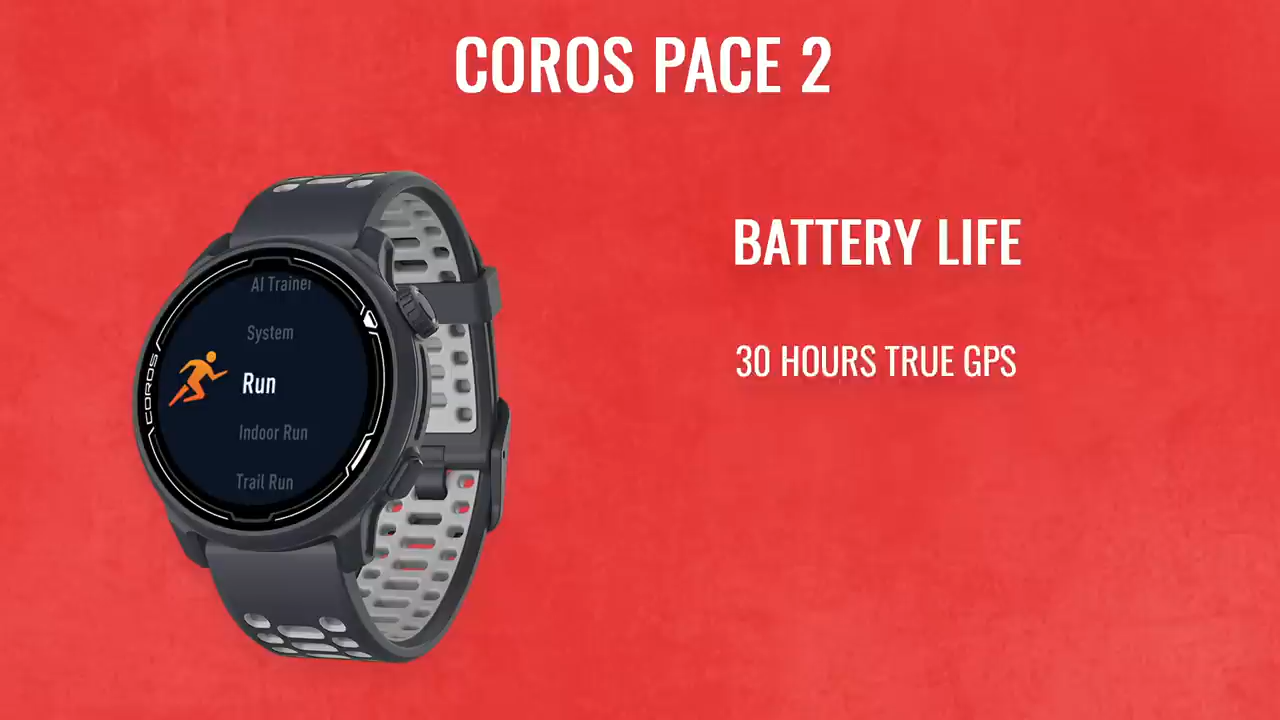 COROS PACE 2
BATTERY LIFE
30 HOURS TRUE GPS
AI Trainer
System
Run
Indoor Run
Trail Run
COROS